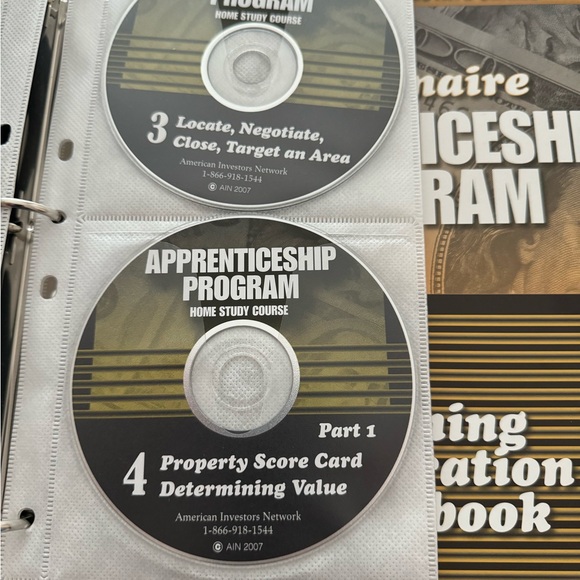 PROGRAM
HOME STUDY COURSE
3 Locate, Negotiate,
Close, Target an Area
American Investors Network
1-866-918-1544
© AIN 2007
APPRENTICESHIP
PROGRAM
HOME STUDY COURSE
Part 1
4 Property Score Card
Determining Value
American Investors Network
1-866-918-1544
© AIN 2007
naire
ICESHIP
RAM
ning
ration
book